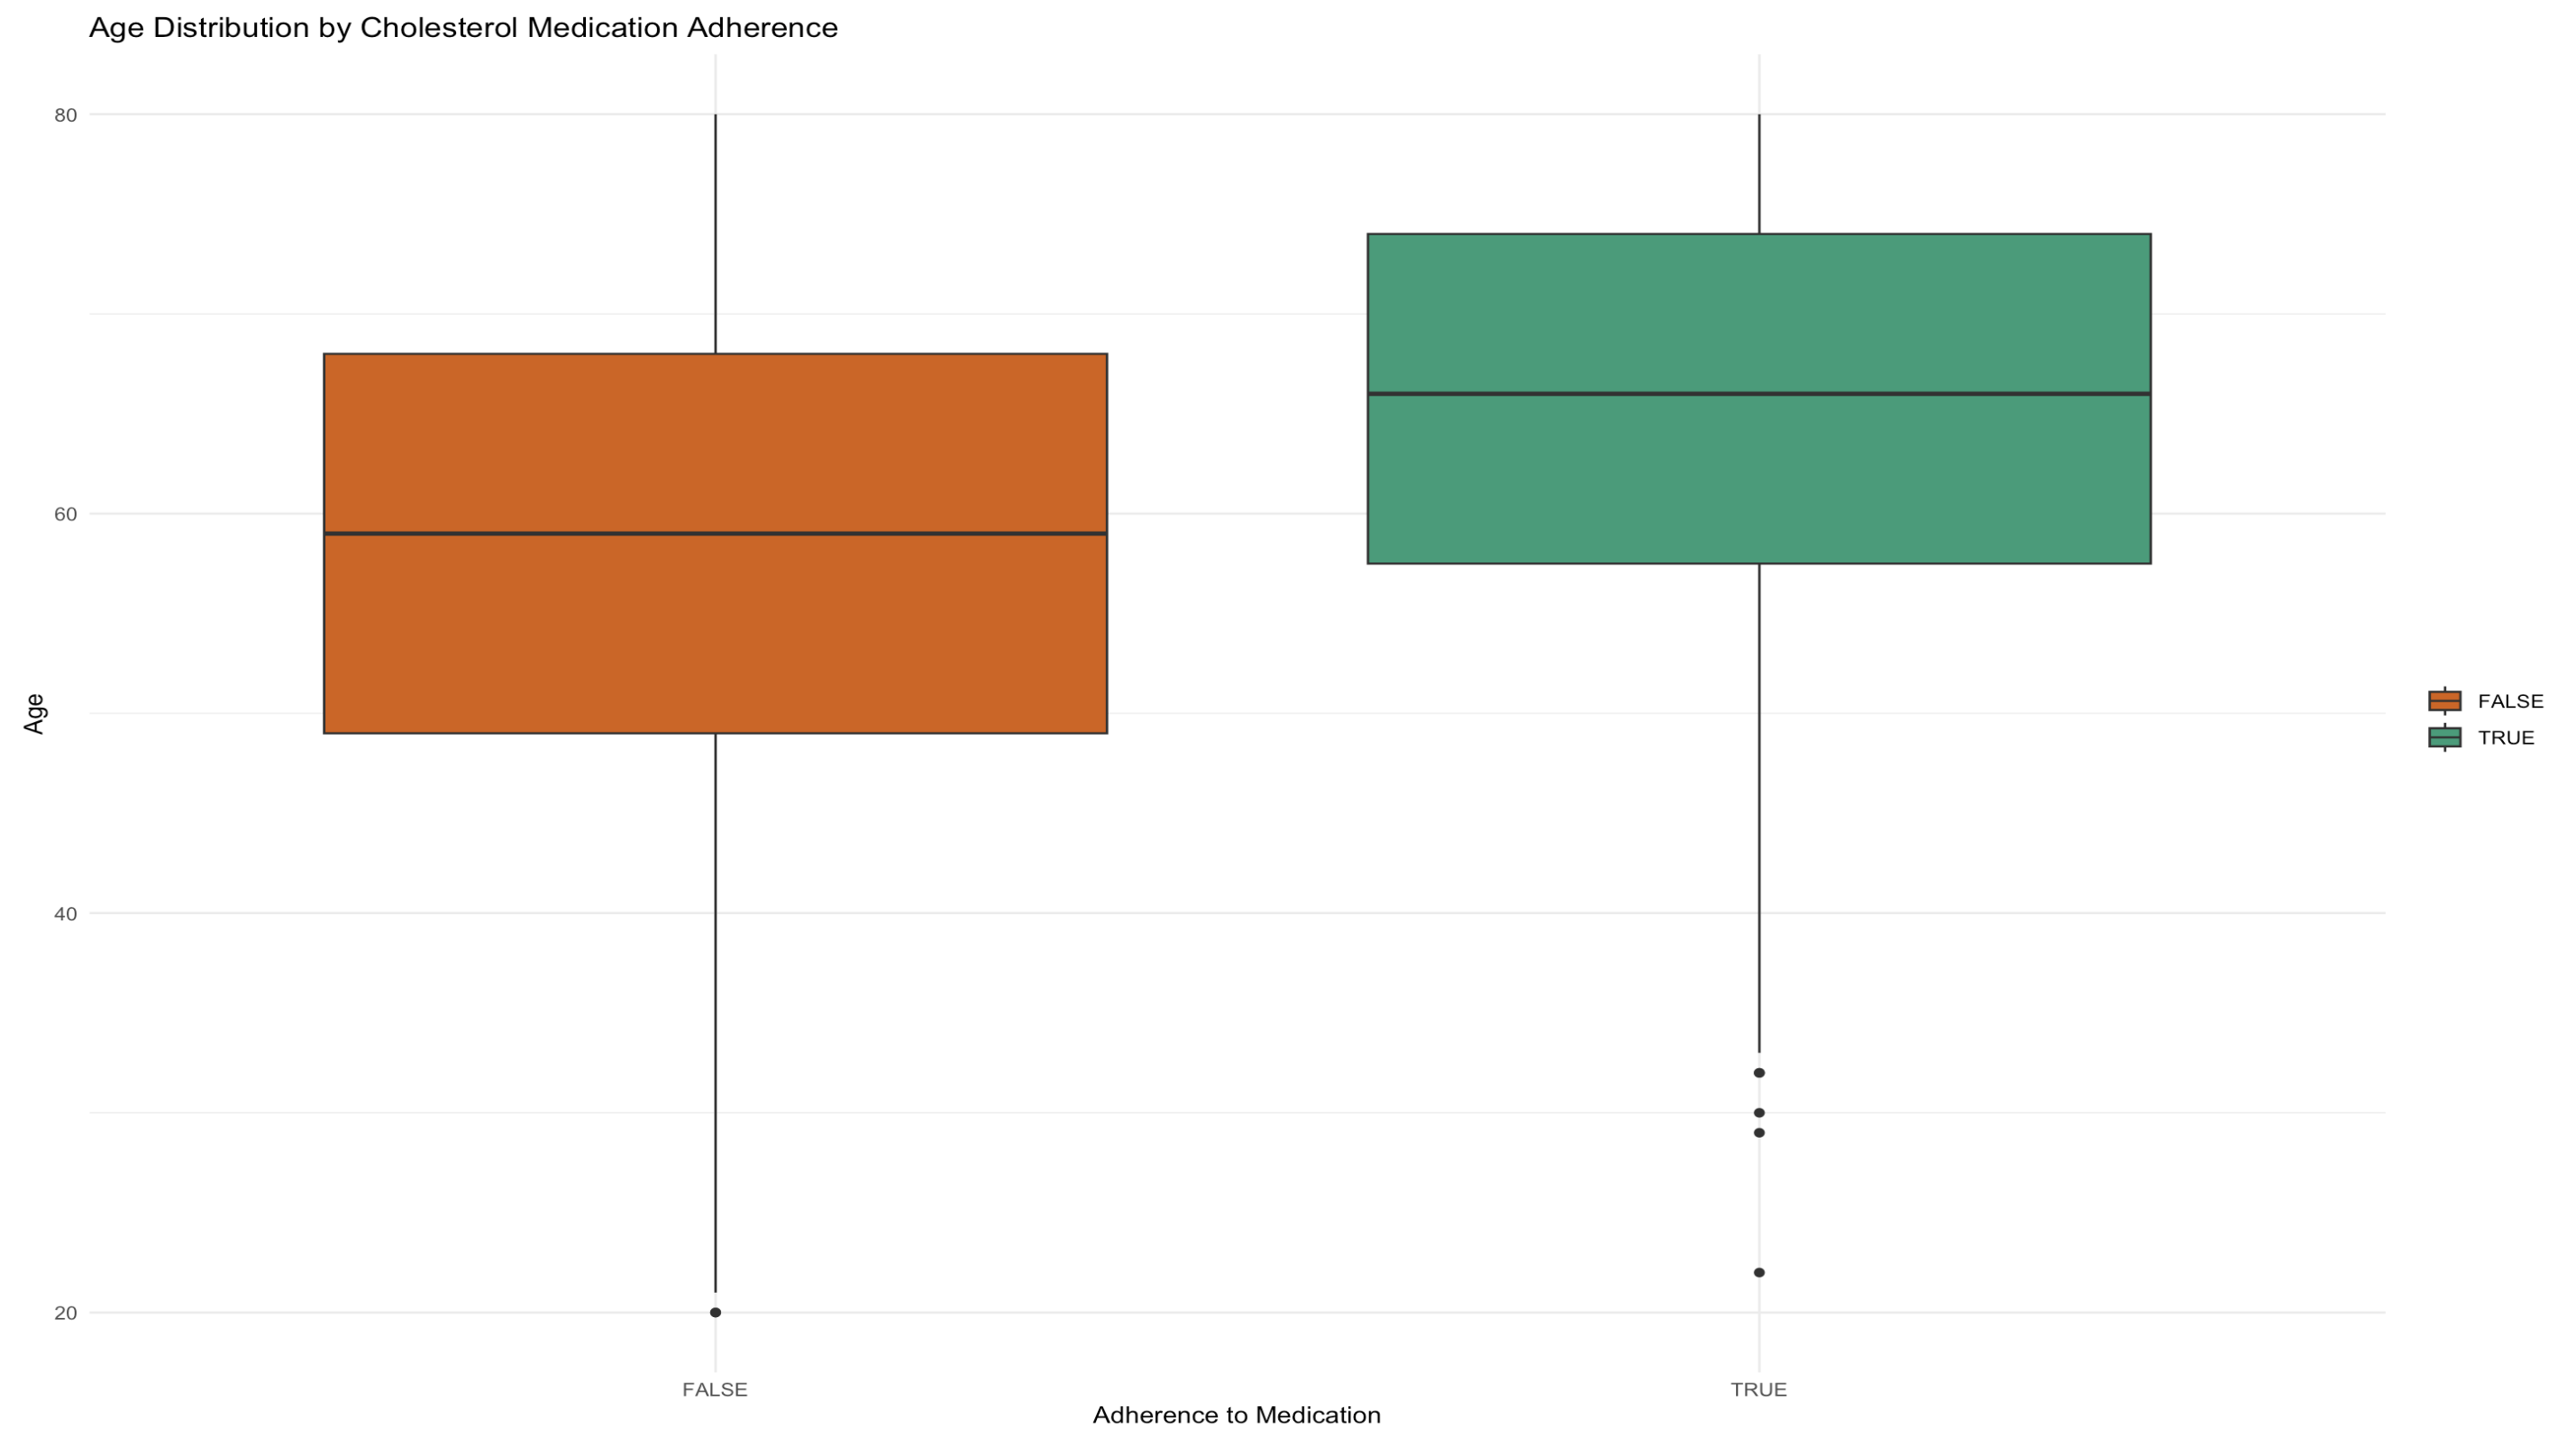 Age Distribution by Cholesterol Medication Adherence
80
60
40
20
Age
FALSE
TRUE
Adherence to Medication
FALSE
TRUE